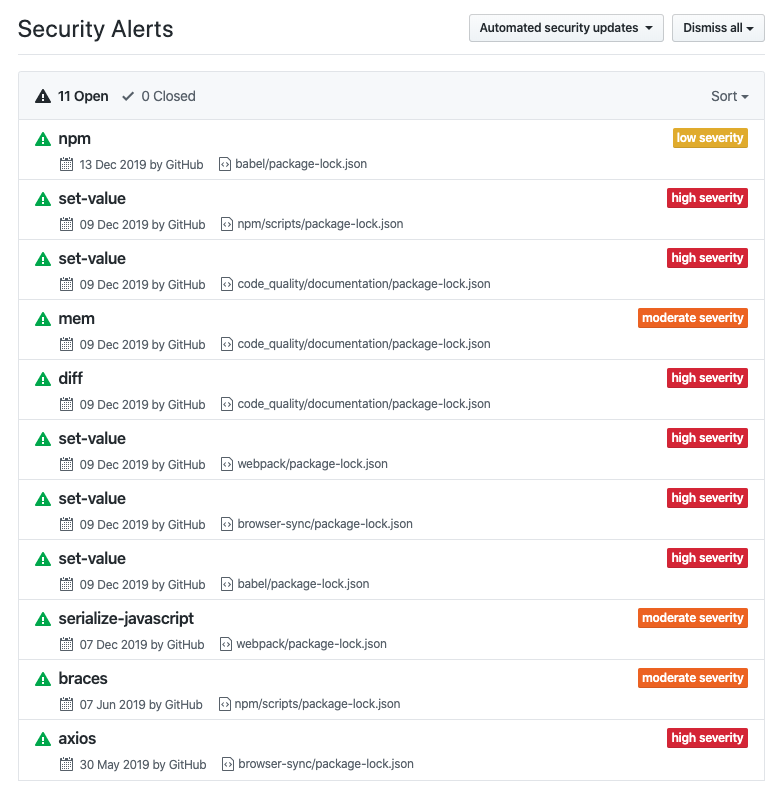 Security Alerts
Automated security updates
Dismiss all
11 Open
0 Closed
Sort
npm
low severity
13 Dec 2019 by GitHub
babel/package-lock.json
set-value
high severity
09 Dec 2019 by GitHub
npm/scripts/package-lock.json
set-value
high severity
09 Dec 2019 by GitHub
code_quality/documentation/package-lock.json
mem
moderate severity
09 Dec 2019 by GitHub
code_quality/documentation/package-lock.json
diff
high severity
09 Dec 2019 by GitHub
code_quality/documentation/package-lock.json
set-value
high severity
09 Dec 2019 by GitHub
webpack/package-lock.json
set-value
high severity
09 Dec 2019 by GitHub
browser-sync/package-lock.json
set-value
high severity
09 Dec 2019 by GitHub
babel/package-lock.json
serialize-javascript
moderate severity
07 Dec 2019 by GitHub
webpack/package-lock.json
braces
moderate severity
07 Jun 2019 by GitHub
npm/scripts/package-lock.json
axios
high severity
30 May 2019 by GitHub
browser-sync/package-lock.json